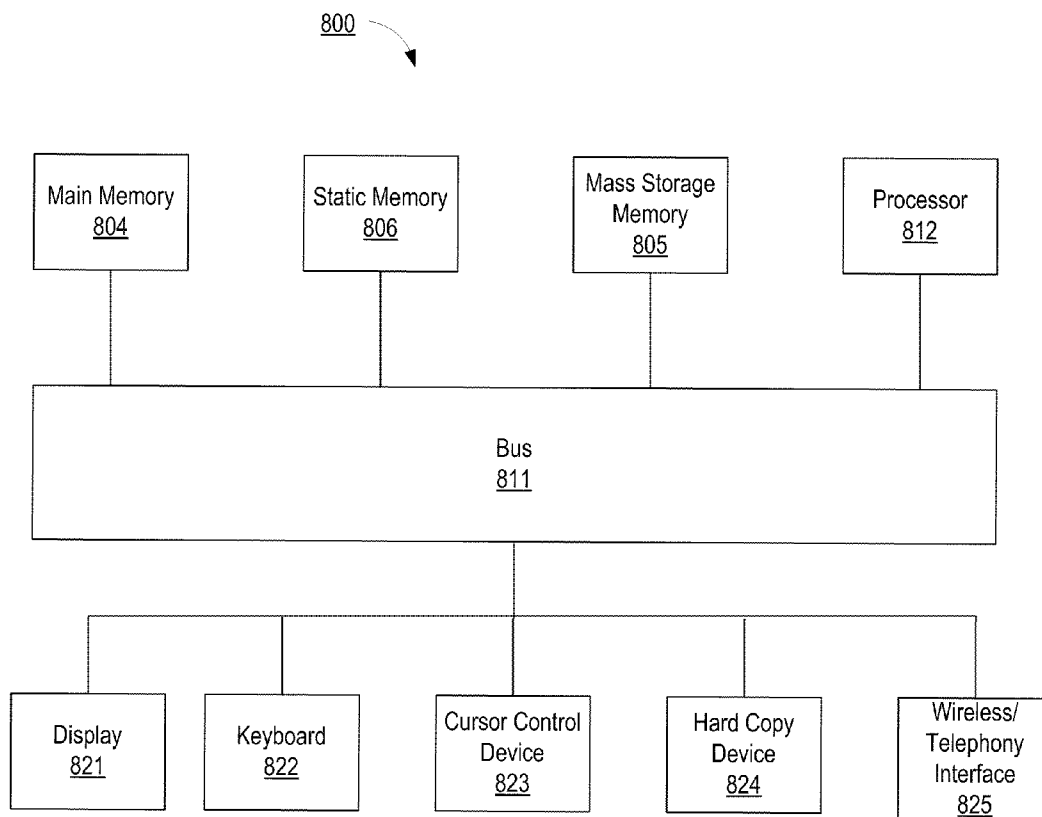 800
Main Memory
804
Static Memory
806
Mass Storage
Memory
805
Processor
812
Bus
811
Display
821
Keyboard
822
Cursor Control
Device
823
Hard Copy
Device
824
Wireless/
Telephony
Interface
825